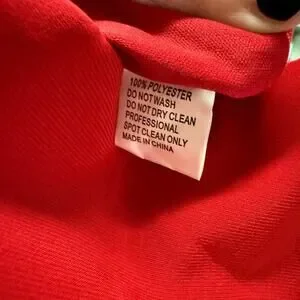 100% POLYESTER
DO NOT WASH
DO NOT DRY CLEAN
PROFESSIONAL
SPOT CLEAN ONLY
MADE IN CHINA